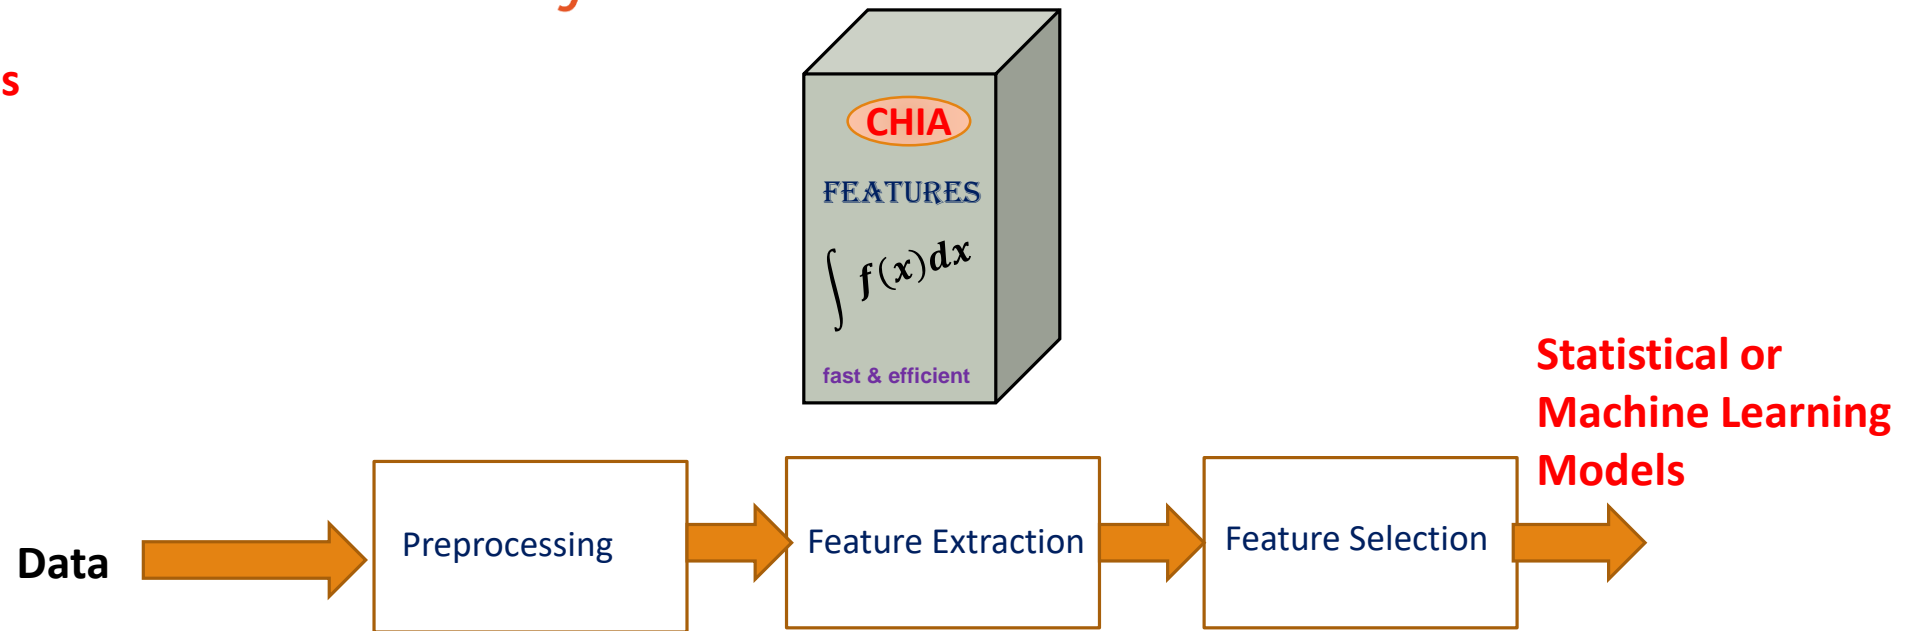 s
CHIA
FEATURES
∫ f(x)dx
fast & efficient
Statistical or
Machine Learning
Models
Data
Preprocessing
Feature Extraction
Feature Selection